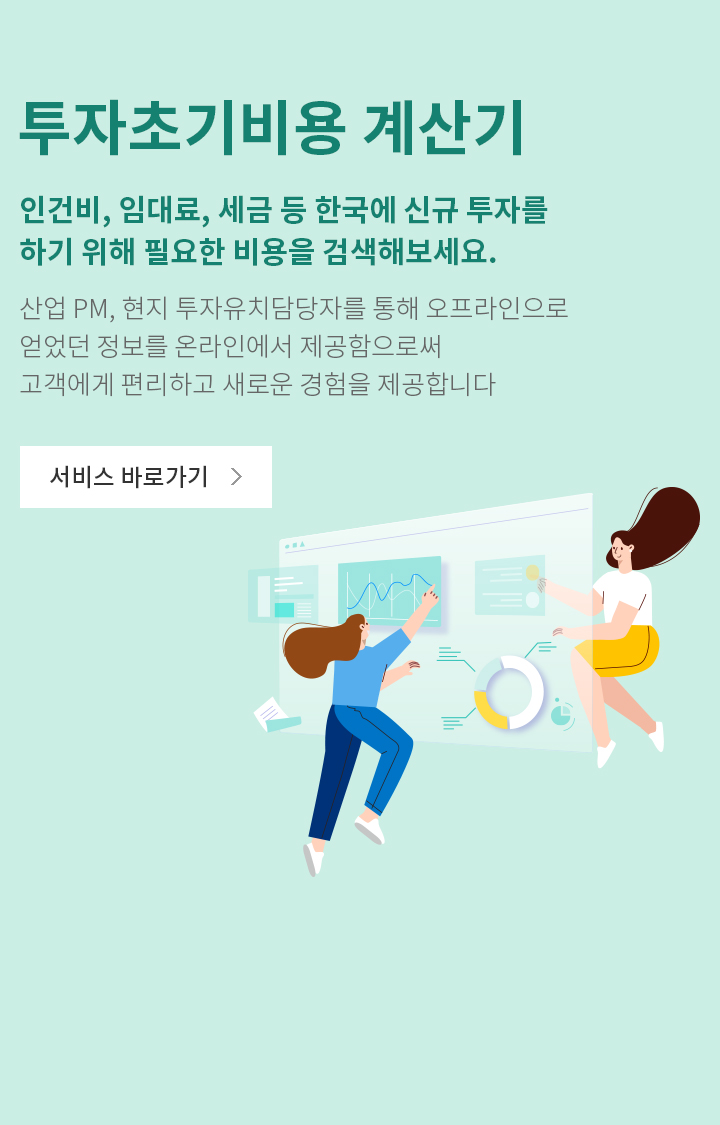 투자초기비용 계산기
인건비, 임대료, 세금 등 한국에 신규 투자를
하기 위해 필요한 비용을 검색해보세요.
산업 PM, 현지 투자유치담당자를 통해 오프라인으로
얻었던 정보를 온라인에서 제공함으로써
고객에게 편리하고 새로운 경험을 제공합니다
서비스 바로가기